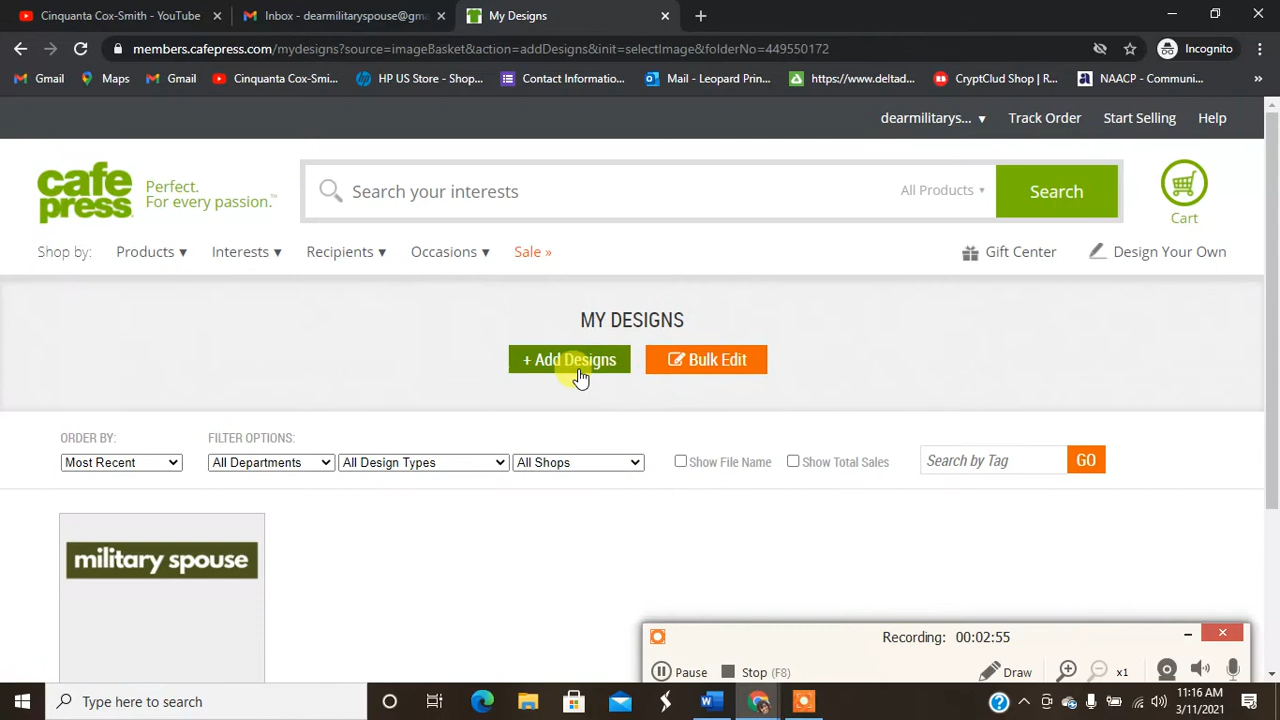 Cinquanta Cox-Smith - YouTube
Inbox - dearmilitaryspouse@gma
My Designs
members.cafepress.com/mydesigns?source=imageBasket&action=addDesigns&init=selectImage&folderNo=449550172
Incognito
Gmail
Maps
Gmail
Cinquanta Cox-Smi...
HP US Store - Shop...
Contact Informatio...
Mail - Leonard Prin...
https://www.deltad...
CryptClud Shop | R...
NAACP - Communi...
»
dearmilitarys... ▾
Track Order
Start Selling
Help
cafe press
Perfect.
For every passion.™
Search your interests
All Products ▾
Search
Cart
Shop by:
Products ▾
Interests ▾
Recipients ▾
Occasions ▾
Sale »
Gift Center
Design Your Own
MY DESIGNS
+ Add Designs
Bulk Edit
ORDER BY:
FILTER OPTIONS:
Most Recent
All Departments
All Design Types
All Shops
Show File Name
Show Total Sales
Search by Tag
GO
military spouse
Recording: 00:02:55
Pause
Stop (F8)
Draw
x1
Type here to search
11:16 AM
3/11/2021